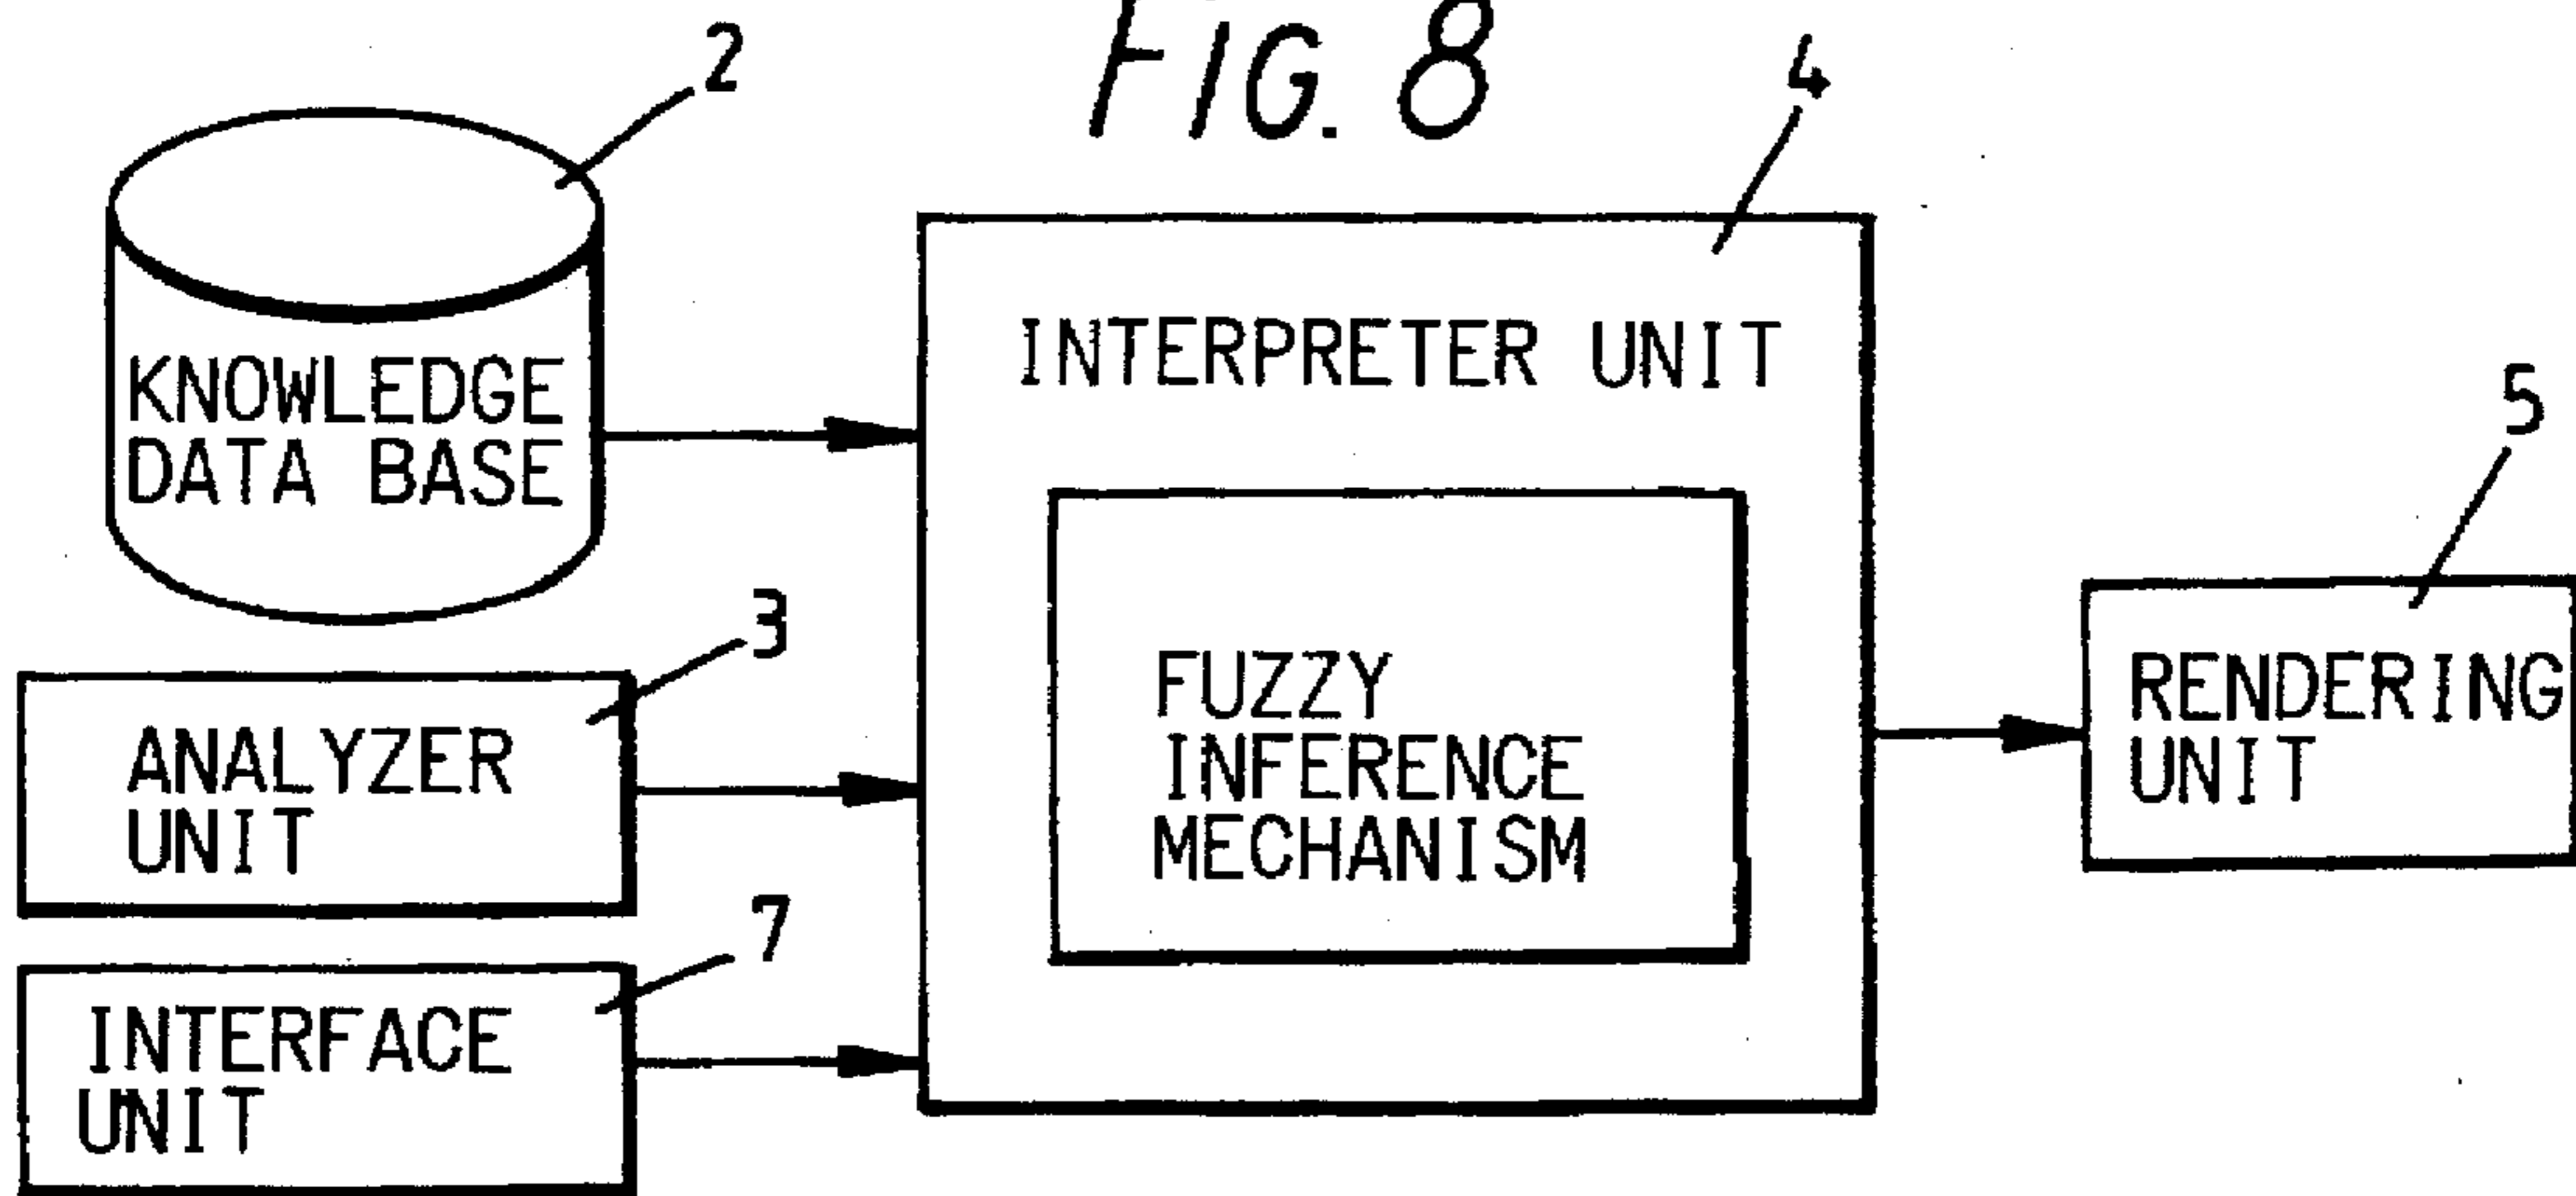 FIG. 8
2
KNOWLEDGE
DATA BASE
3
ANALYZER
UNIT
7
INTERFACE
UNIT
4
INTERPRETER UNIT
FUZZY
INFERENCE
MECHANISM
5
RENDERING
UNIT